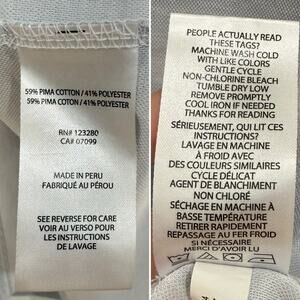 59% PIMA COTTON / 41% POLYESTER
59% PIMA COTTON / 41% POLYESTER
RN# 123280
CA# 07099
MADE IN PERU
FABRIQUÉ AU PÉROU
SEE REVERSE FOR CARE
VOIR AU VERSO POUR
LES INSTRUCTIONS
DE LAVAGE
PEOPLE ACTUALLY READ
THESE TAGS?
MACHINE WASH COLD
WITH LIKE COLORS
GENTLE CYCLE
NON-CHLORINE BLEACH
TUMBLE DRY LOW
REMOVE PROMPTLY
COOL IRON IF NEEDED
THANKS FOR READING
SÉRIEUSEMENT, QUI LIT CES
INSTRUCTIONS?
LAVAGE EN MACHINE
À FROID AVEC
DES COULEURS SIMILAIRES
CYCLE DÉLICAT
AGENT DE BLANCHIMENT
NON CHLORÉ
SÉCHAGE EN MACHINE À
BASSE TEMPÉRATURE
RETIRER RAPIDEMENT
REPASSAGE AU FER FROID
SI NÉCESSAIRE
MERCI D'AVOIR LU